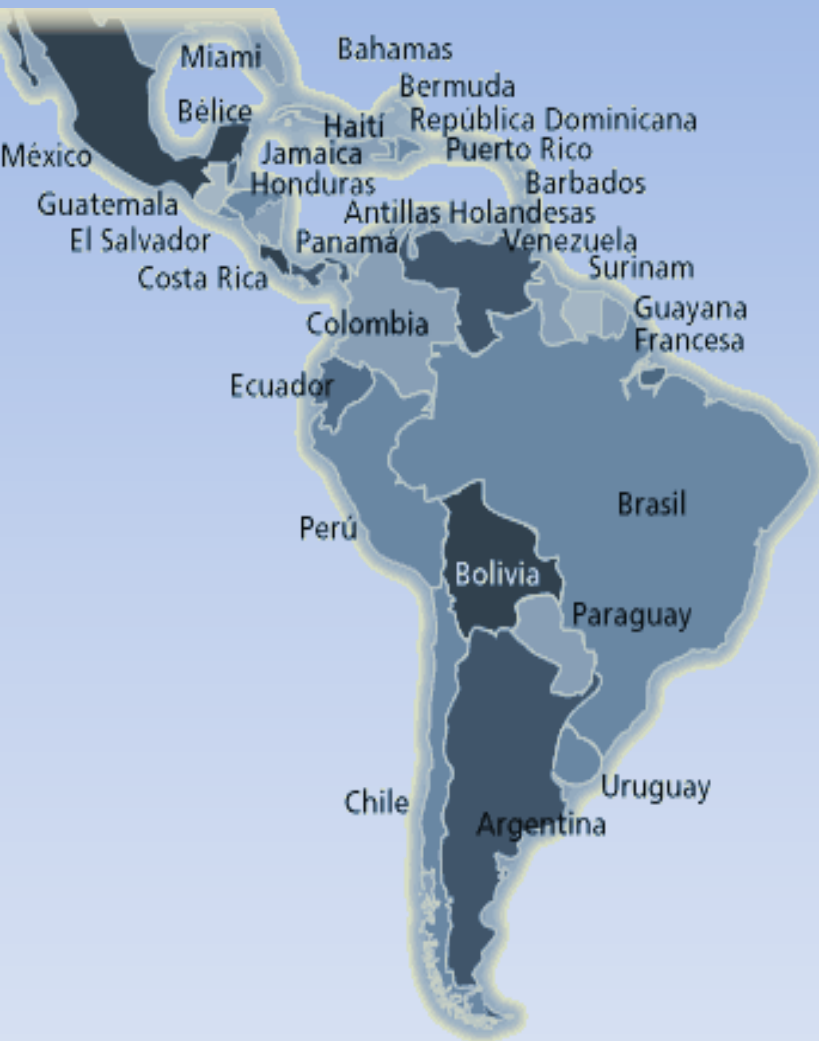 Miami
Bahamas
Bermuda
Bélice
Haití
República Dominicana
México
Jamaica
Puerto Rico
Honduras
Barbados
Guatemala
Antillas Holandesas
El Salvador
Panamá
Venezuela
Costa Rica
Surinam
Colombia
Guayana
Francesa
Ecuador
Brasil
Perú
Bolivia
Paraguay
Chile
Uruguay
Argentina